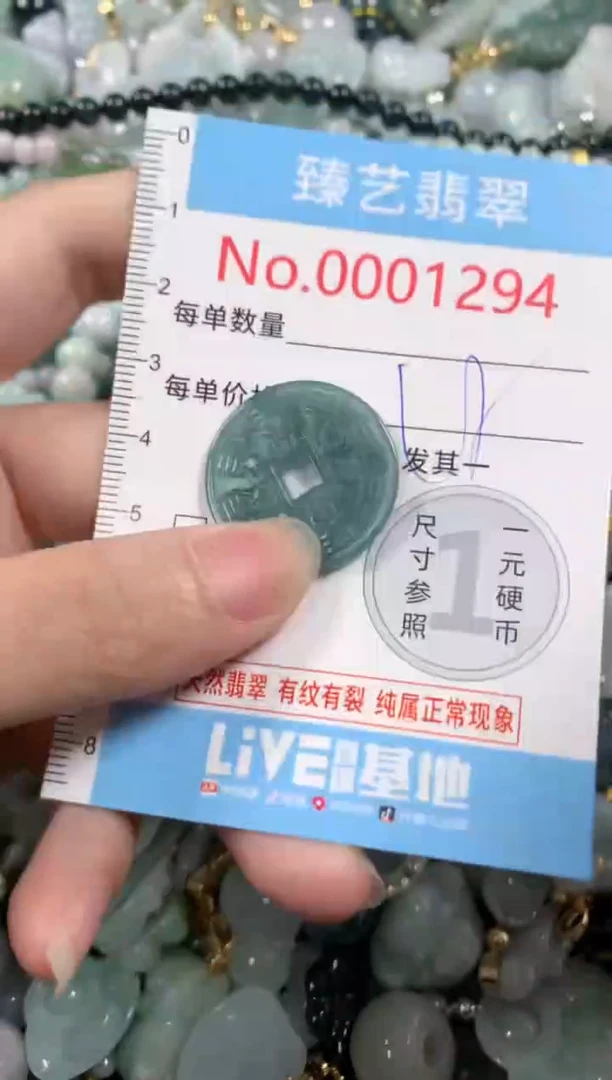 0
臻艺翡翠
1
No.0001294
2
每单数量
3
每单价
4
发其一
5
尺寸参照
1
一元硬币
天然翡翠 有纹有裂 纯属正常现象
8
LiVE 基地